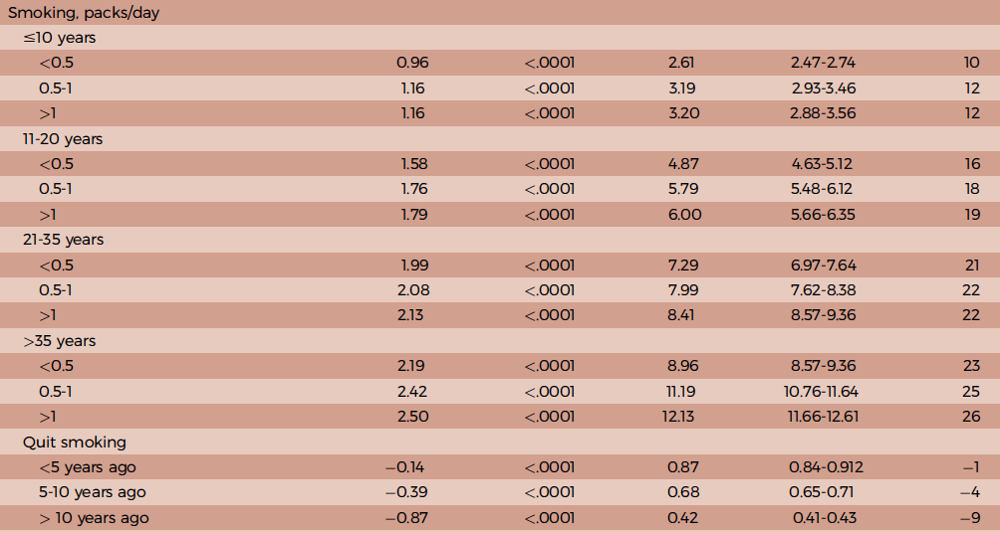 Smoking, packs/day
≤10 years
<0.5 0.96 <.0001 2.61 2.47-2.74 10
0.5-1 1.16 <.0001 3.19 2.93-3.46 12
>1 1.16 <.0001 3.20 2.88-3.56 12
11-20 years
<0.5 1.58 <.0001 4.87 4.63-5.12 16
0.5-1 1.76 <.0001 5.79 5.48-6.12 18
>1 1.79 <.0001 6.00 5.66-6.35 19
21-35 years
<0.5 1.99 <.0001 7.29 6.97-7.64 21
0.5-1 2.08 <.0001 7.99 7.62-8.38 22
>1 2.13 <.0001 8.41 8.57-9.36 22
>35 years
<0.5 2.19 <.0001 8.96 8.57-9.36 23
0.5-1 2.42 <.0001 11.19 10.76-11.64 25
>1 2.50 <.0001 12.13 11.66-12.61 26
Quit smoking
<5 years ago −0.14 <.0001 0.87 0.84-0.912 −1
5-10 years ago −0.39 <.0001 0.68 0.65-0.71 −4
> 10 years ago −0.87 <.0001 0.42 0.41-0.43 −9